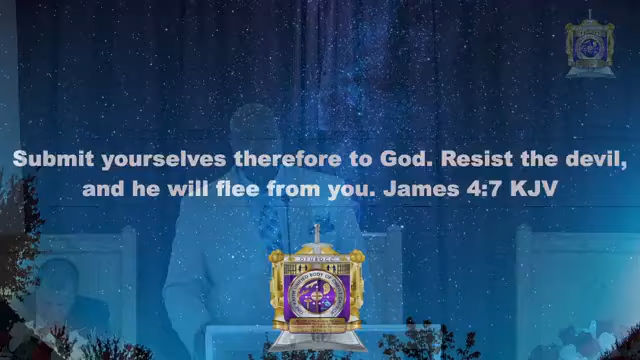 Submit yourselves therefore to God. Resist the devil,
and he will flee from you. James 4:7 KJV